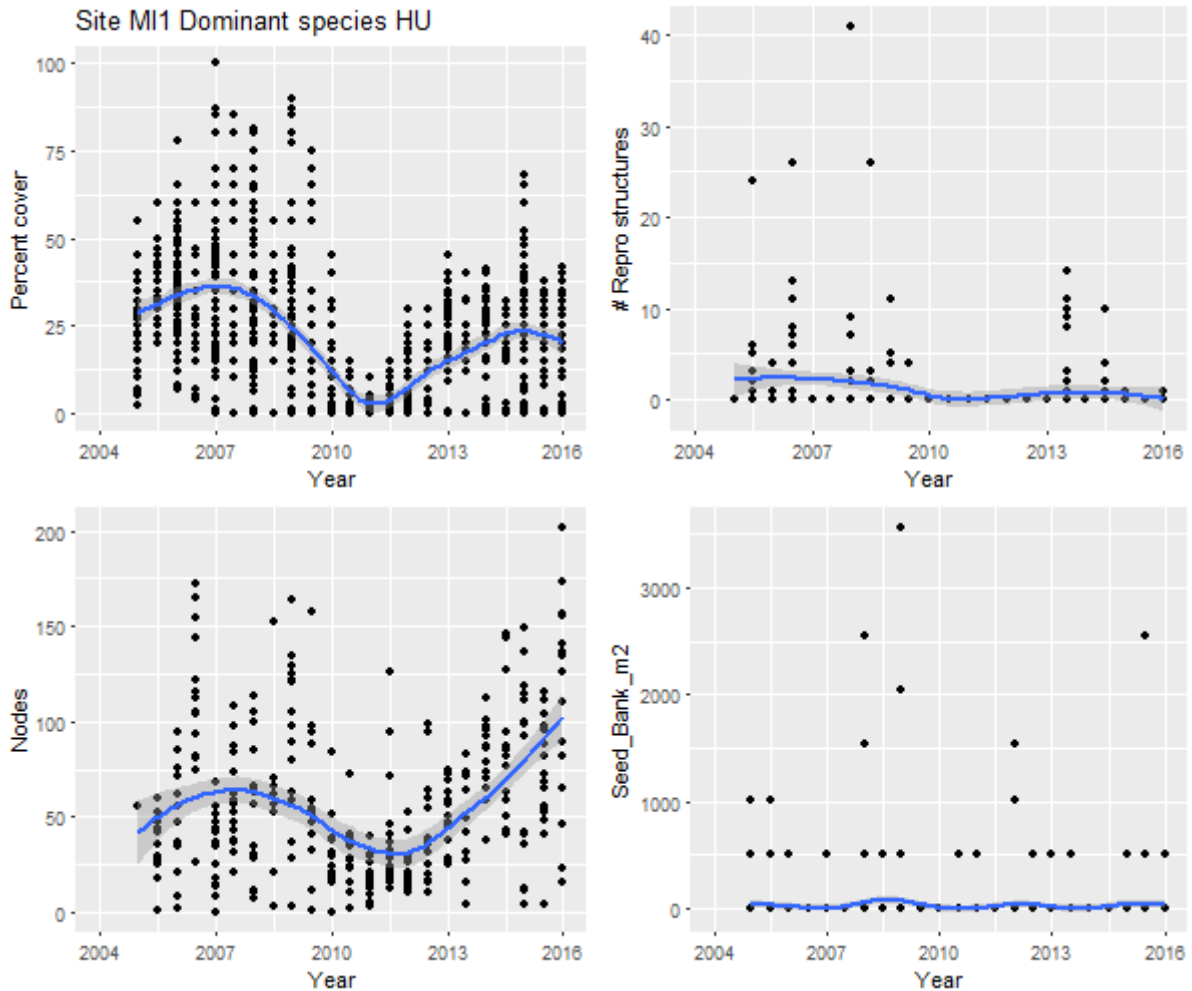 Site MI1 Dominant species HU
100
75
50
25
0
Percent cover
2004 2007 2010 2013 2016
Year
40
30
20
10
0
# Repro structures
2004 2007 2010 2013 2016
Year
200
150
100
50
0
Nodes
2004 2007 2010 2013 2016
Year
3000
2000
1000
0
Seed_Bank_m2
2004 2007 2010 2013 2016
Year